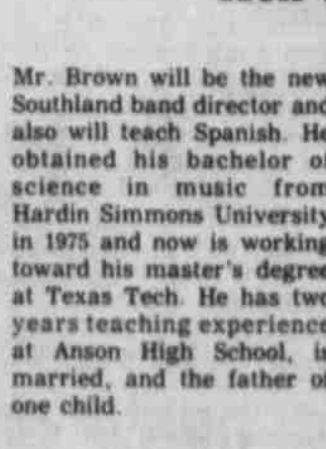 Mr. Brown will be the new
Southland band director and
also will teach Spanish. He
obtained his bachelor of
science in music from
Hardin Simmons University
in 1975 and now is working
toward his master's degree
at Texas Tech. He has two
years teaching experience
at Anson High School, is
married, and the father of
one child.